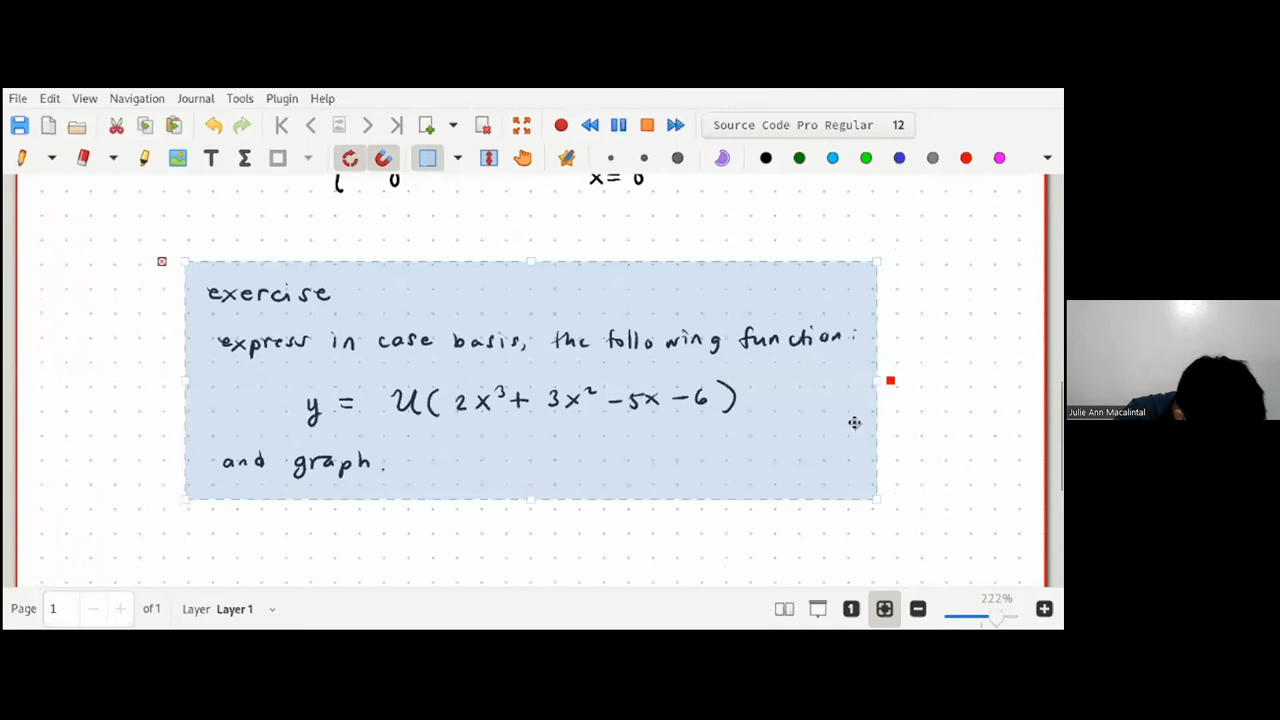 File Edit View Navigation Journal Tools Plugin Help
Source Code Pro Regular 12
( 0 x = 0
exercise
express in case basis, the following function:
y = U(2x³ + 3x² - 5x - 6)
and graph.
Julie Ann Macalintal
Page 1 of 1 Layer Layer 1 1 222%